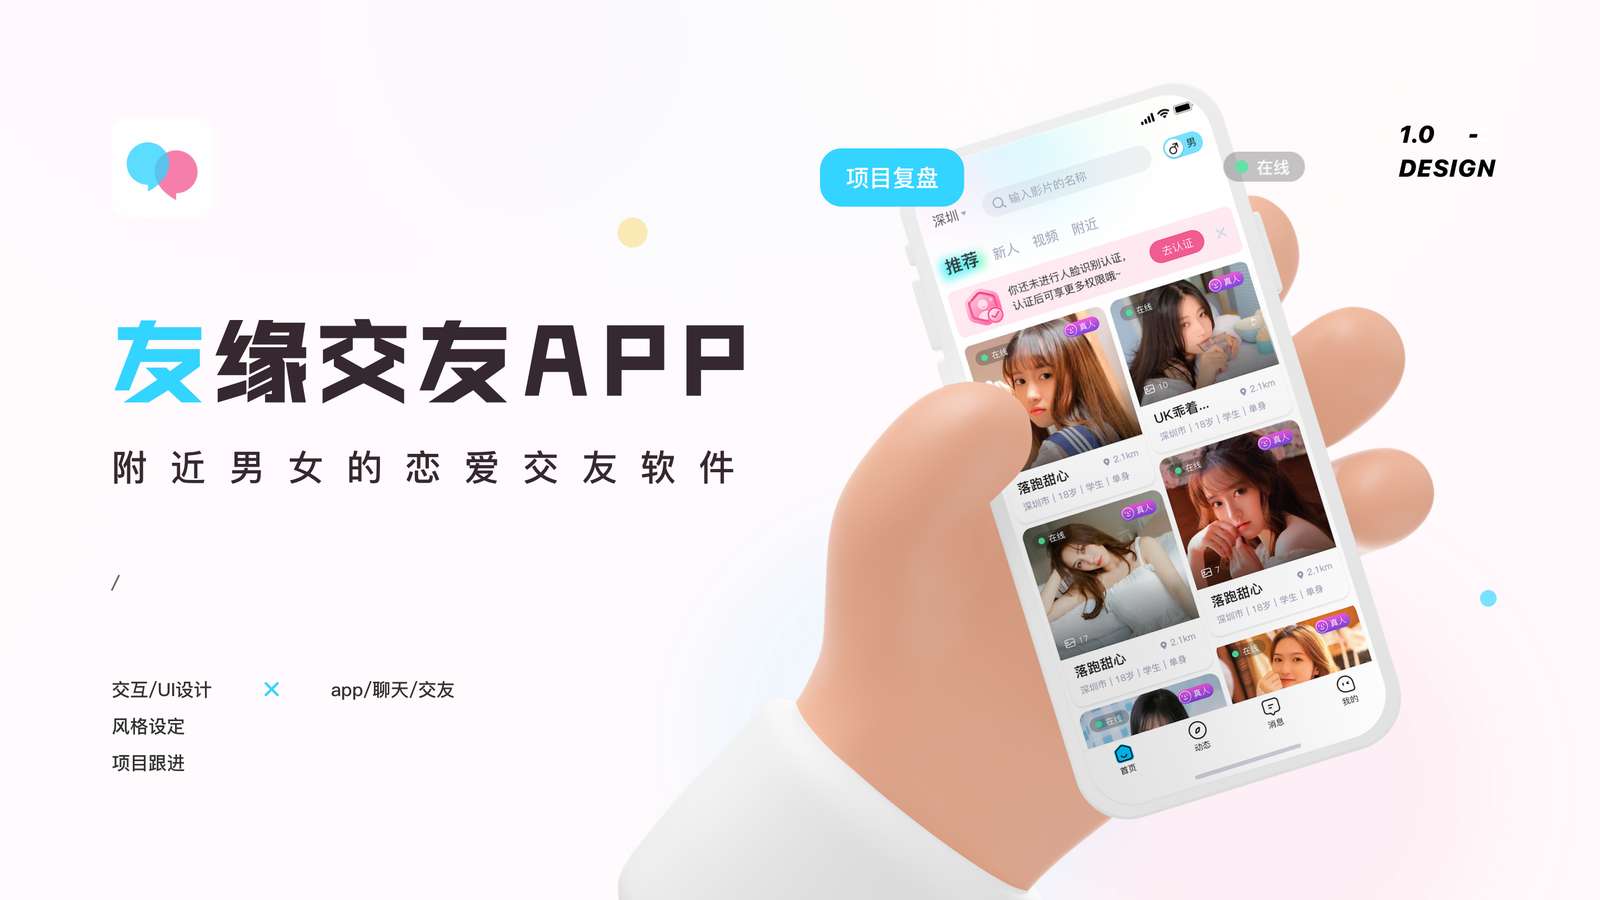 1.0 -
DESIGN
项目复盘
在线
友缘交友APP
附近男女的恋爱交友软件
/
交互/UI设计
app/聊天/交友
风格设定
项目跟进
男
深圳
输入影片的名称
推荐
新人
视频
附近
你还未进行人脸识别认证，
认证后可享更多权限哦~
去认证
在线
真人
落跑甜心
2.1km
深圳市 | 18岁 | 学生 | 单身
在线
真人
10
UK乖着...
2.1km
深圳市 | 18岁 | 学生 | 单身
在线
真人
17
落跑甜心
2.1km
深圳市 | 18岁 | 学生 | 单身
在线
真人
7
落跑甜心
2.1km
深圳市 | 18岁 | 学生 | 单身
在线
真人
在线
真人
首页
动态
消息
我的